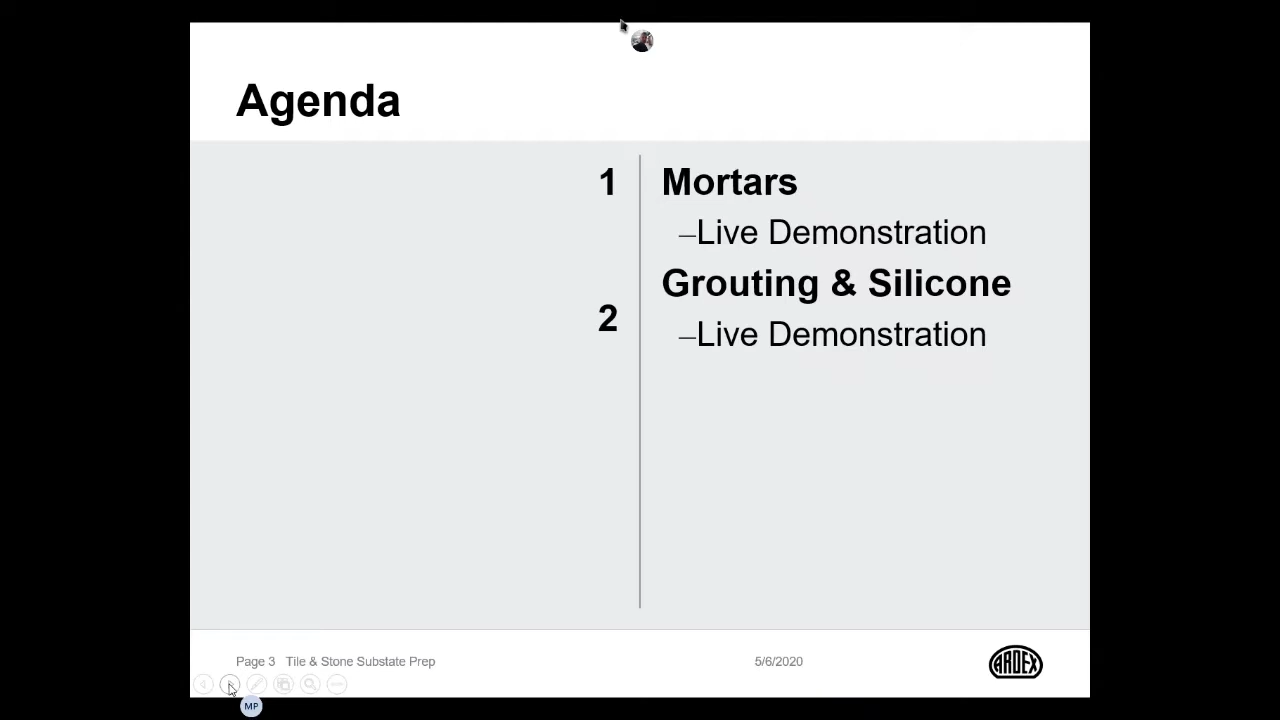 Agenda
1 Mortars
–Live Demonstration
Grouting & Silicone
2
–Live Demonstration
Page 3 Tile & Stone Substate Prep
5/6/2020
ARDEX
MP